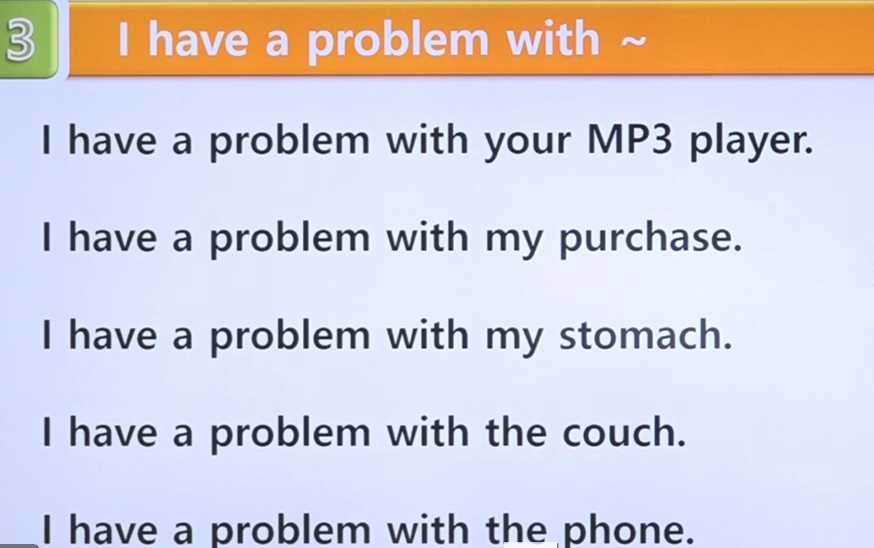 3
I have a problem with ~
I have a problem with your MP3 player.
I have a problem with my purchase.
I have a problem with my stomach.
I have a problem with the couch.
I have a problem with the phone.